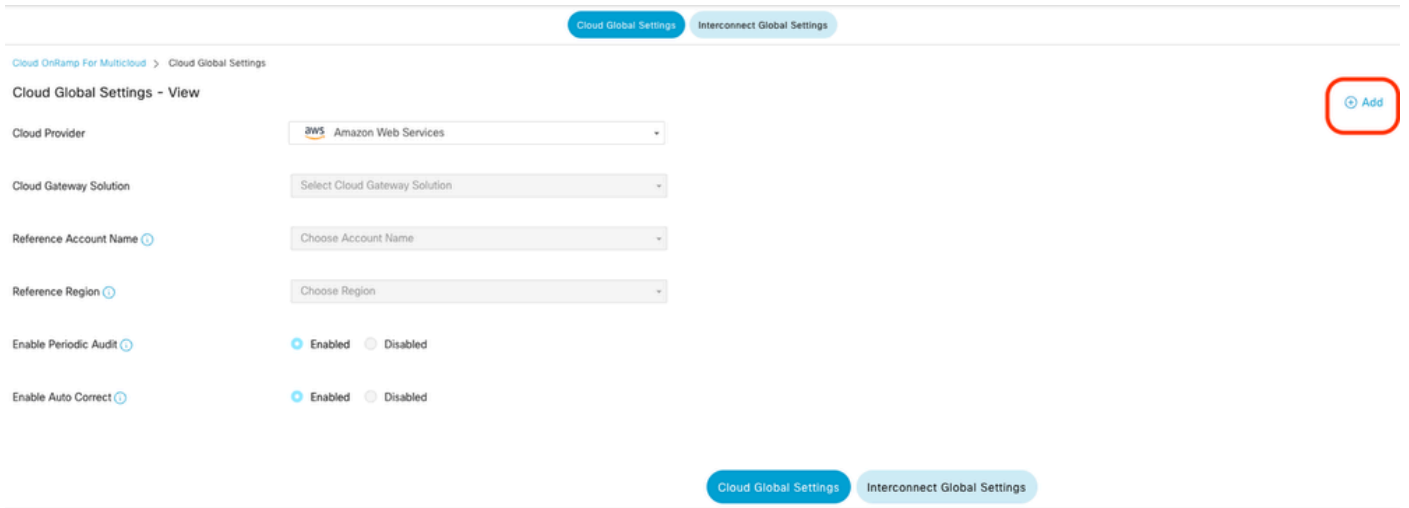 Cloud Global Settings Interconnect Global Settings
Cloud OnRamp For Multicloud > Cloud Global Settings
Cloud Global Settings - View
Add
Cloud Provider aws Amazon Web Services
Cloud Gateway Solution Select Cloud Gateway Solution
Reference Account Name Choose Account Name
Reference Region Choose Region
Enable Periodic Audit Enabled Disabled
Enable Auto Correct Enabled Disabled
Cloud Global Settings Interconnect Global Settings